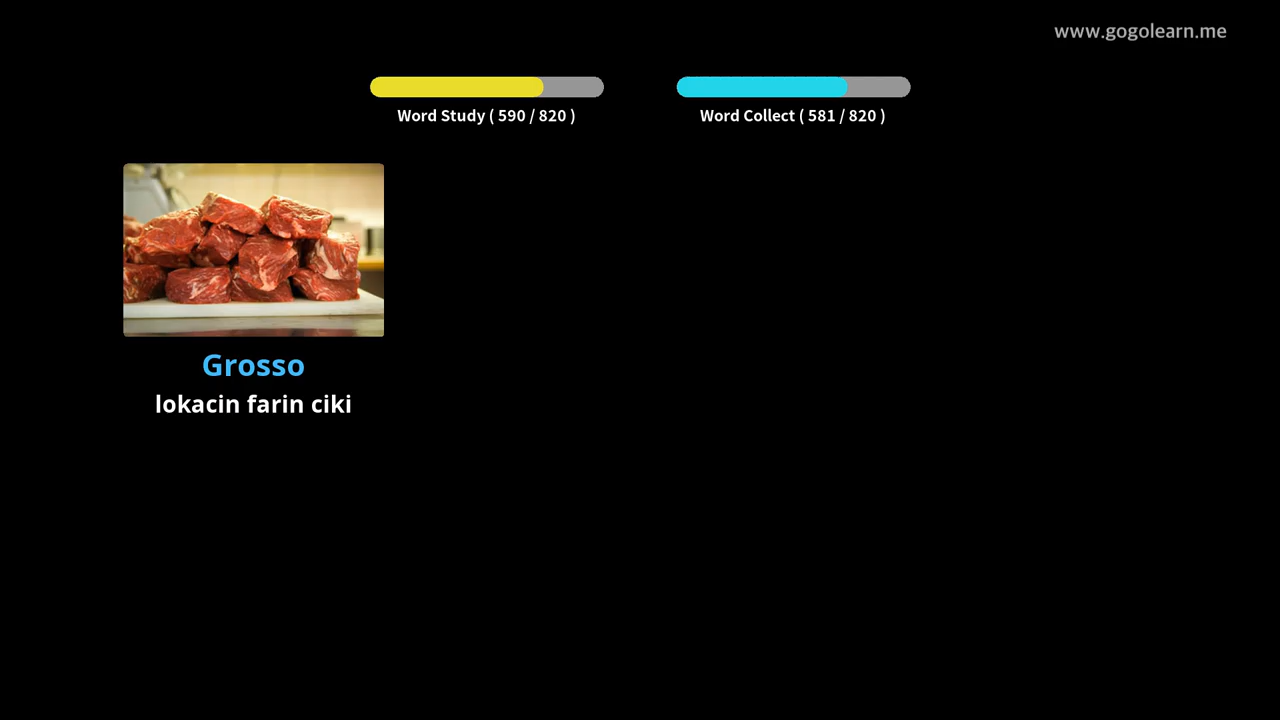 www.gogolearn.me
Word Study ( 590 / 820 )
Word Collect ( 581 / 820 )
Grosso
lokacin farin ciki